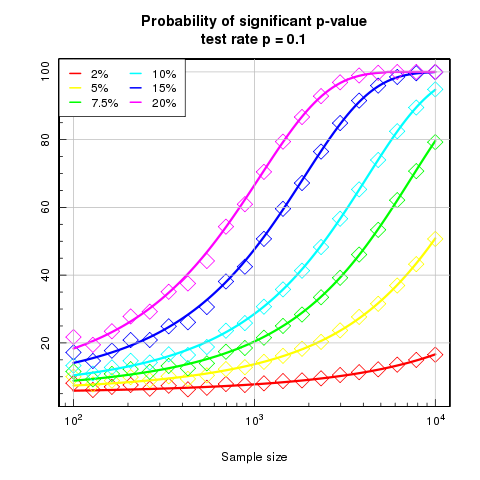 Probability of significant p-value
test rate p = 0.1
2% 10%
5% 15%
7.5% 20%
100
80
60
40
20
10² 10³ 10⁴
Sample size